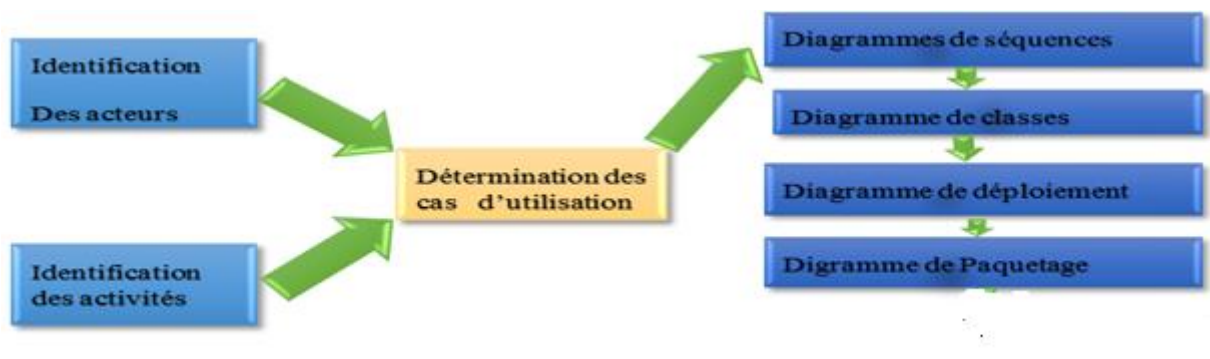 Identification
Des acteurs
Identification
des activités
Détermination des
cas d’utilisation
Diagrammes de séquences
Diagramme de classes
Diagramme de déploiement
Digramme de Paquetage